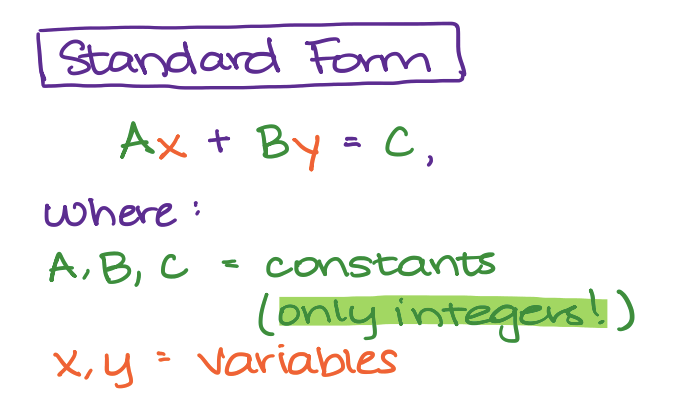 Standard Form
Ax + By = C,
where:
A, B, C = constants
(only integers!)
x, y = variables